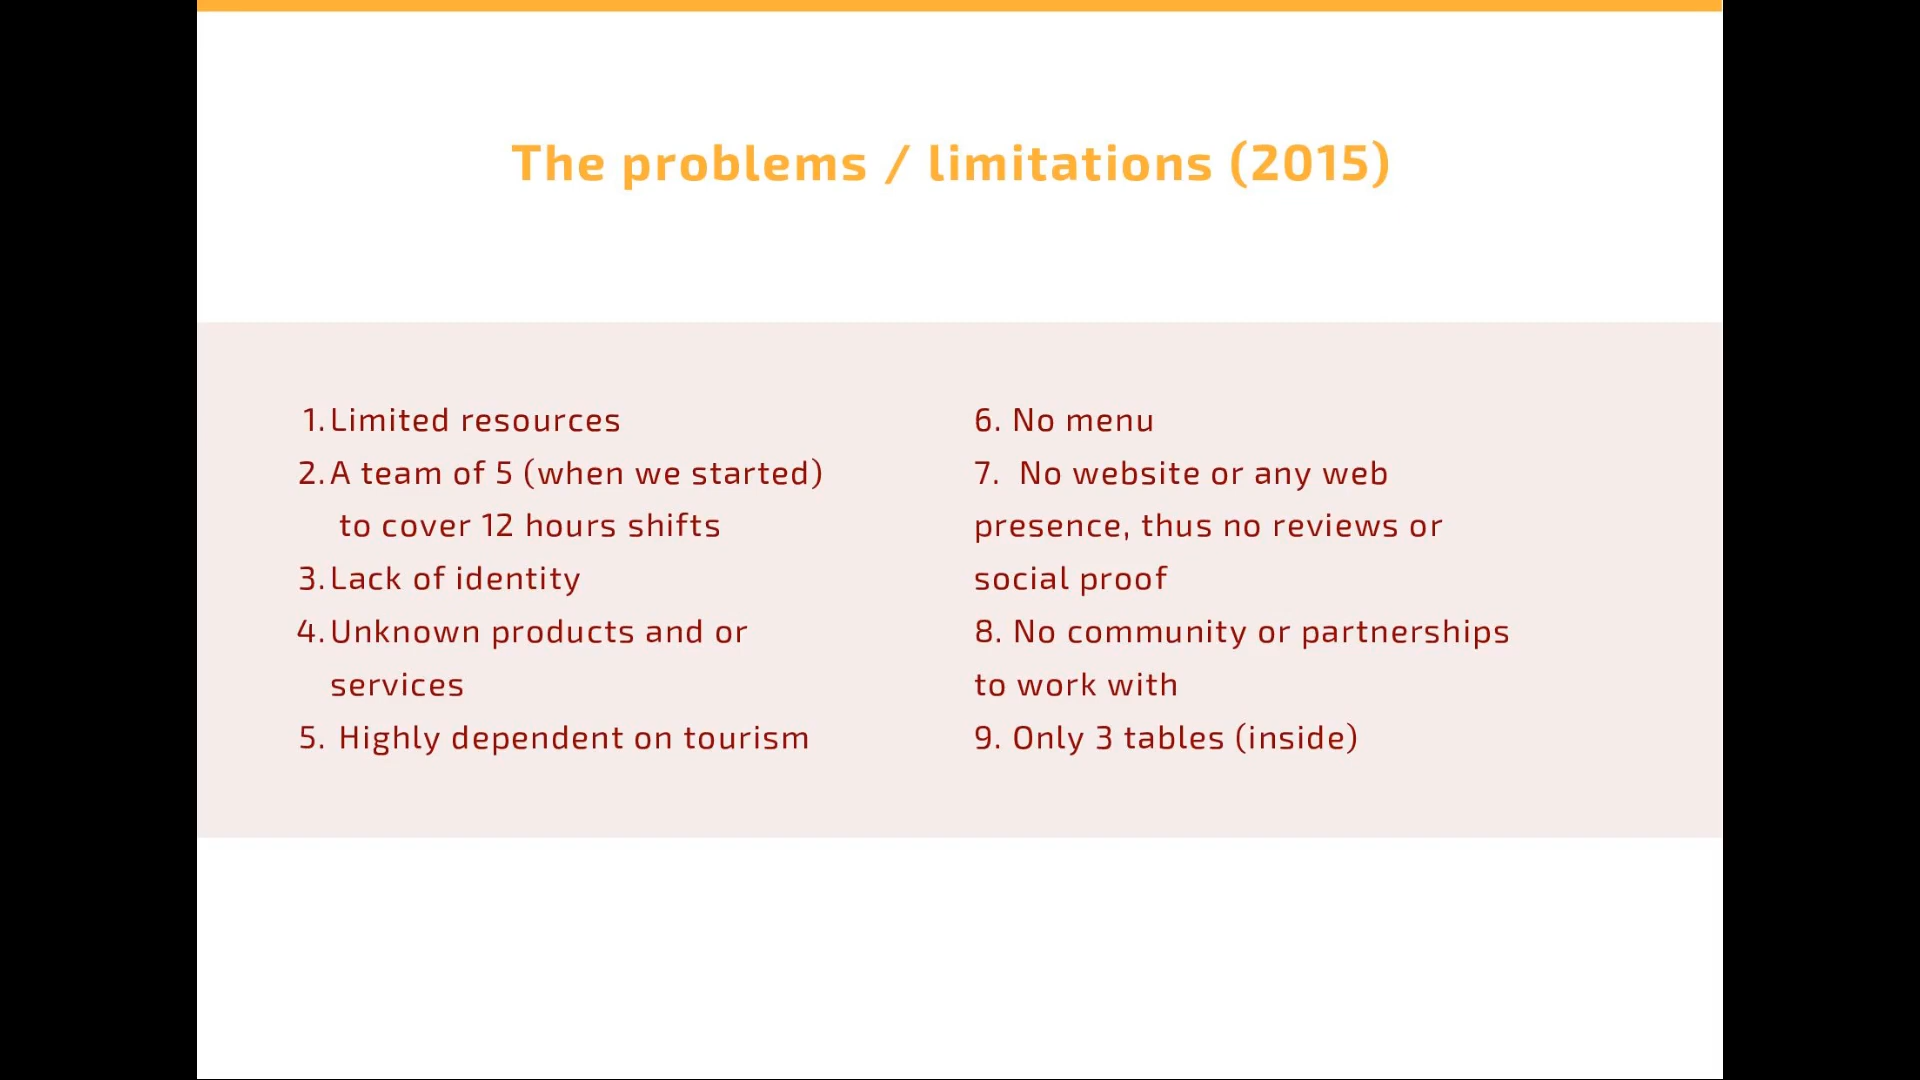 The problems / limitations (2015)
1. Limited resources
2. A team of 5 (when we started)
to cover 12 hours shifts
3. Lack of identity
4. Unknown products and or
services
5. Highly dependent on tourism
6. No menu
7. No website or any web
presence, thus no reviews or
social proof
8. No community or partnerships
to work with
9. Only 3 tables (inside)